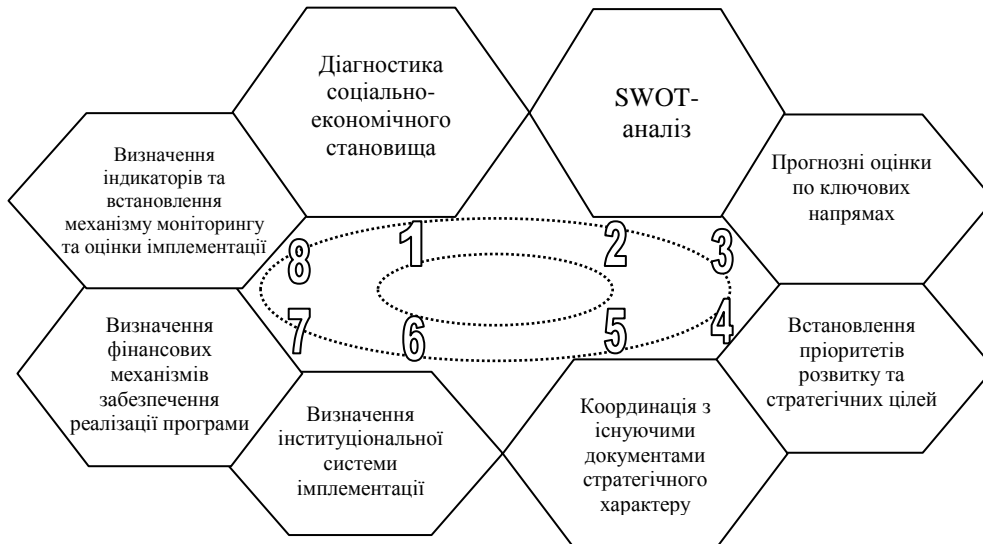 Діагностика
соціально-
економічного
становища
SWOT-
аналіз
Прогнозні оцінки
по ключових
напрямах
Встановлення
пріоритетів
розвитку та
стратегічних цілей
Координація з
існуючими
документами
стратегічного
характеру
Визначення
інституціональної
системи
імплементації
Визначення
фінансових
механізмів
забезпечення
реалізації програми
Визначення
індикаторів та
встановлення
механізму моніторингу
та оцінки імплементації
1
2
3
4
5
6
7
8